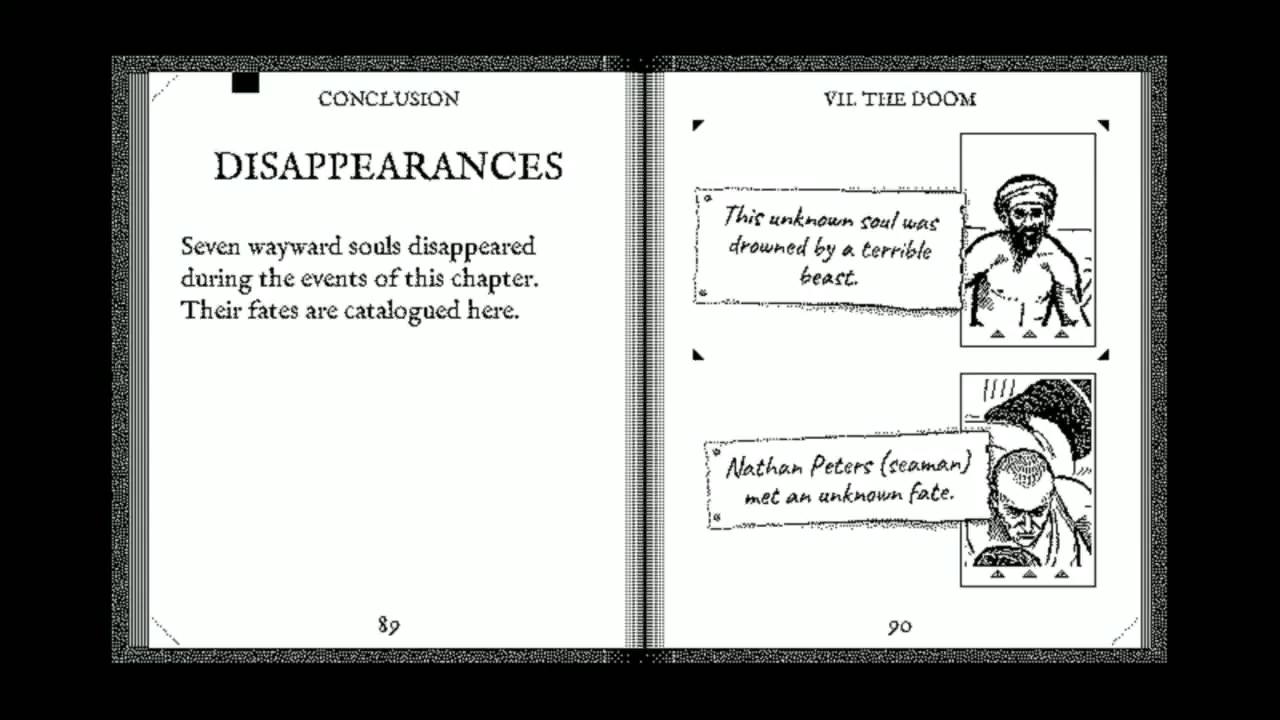 CONCLUSION
DISAPPEARANCES
Seven wayward souls disappeared
during the events of this chapter.
Their fates are catalogued here.
89
VII. THE DOOM
This unknown soul was
drowned by a terrible
beast.
Nathan Peters (seaman)
met an unknown fate.
90